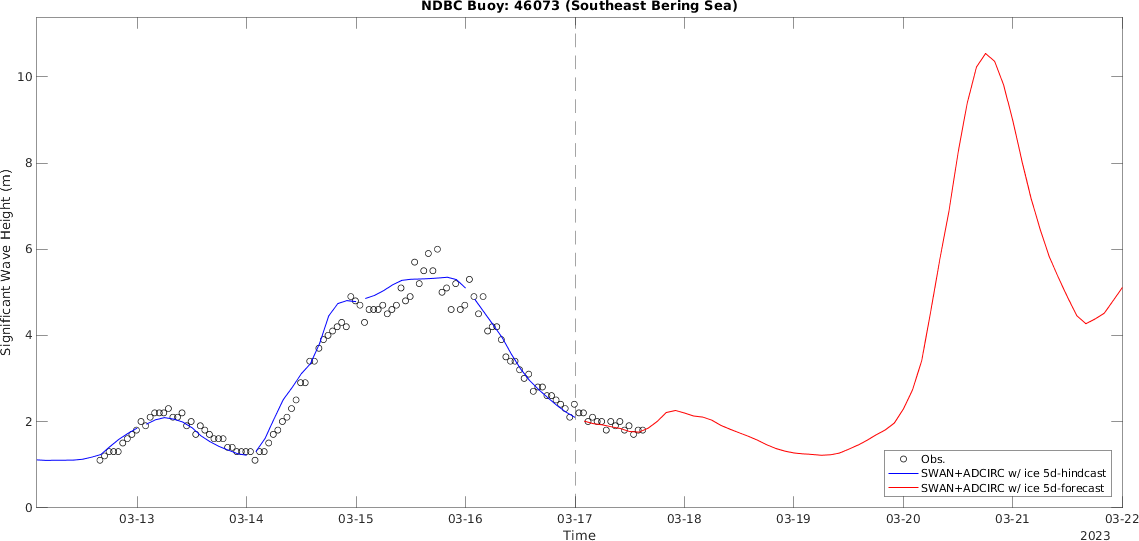 NDBC Buoy: 46073 (Southeast Bering Sea)
Significant Wave Height (m)
10
8
6
4
2
0
Obs.
SWAN+ADCIRC w/ ice 5d-hindcast
SWAN+ADCIRC w/ ice 5d-forecast
03-13 03-14 03-15 03-16 03-17 03-18 03-19 03-20 03-21 03-22
Time
2023